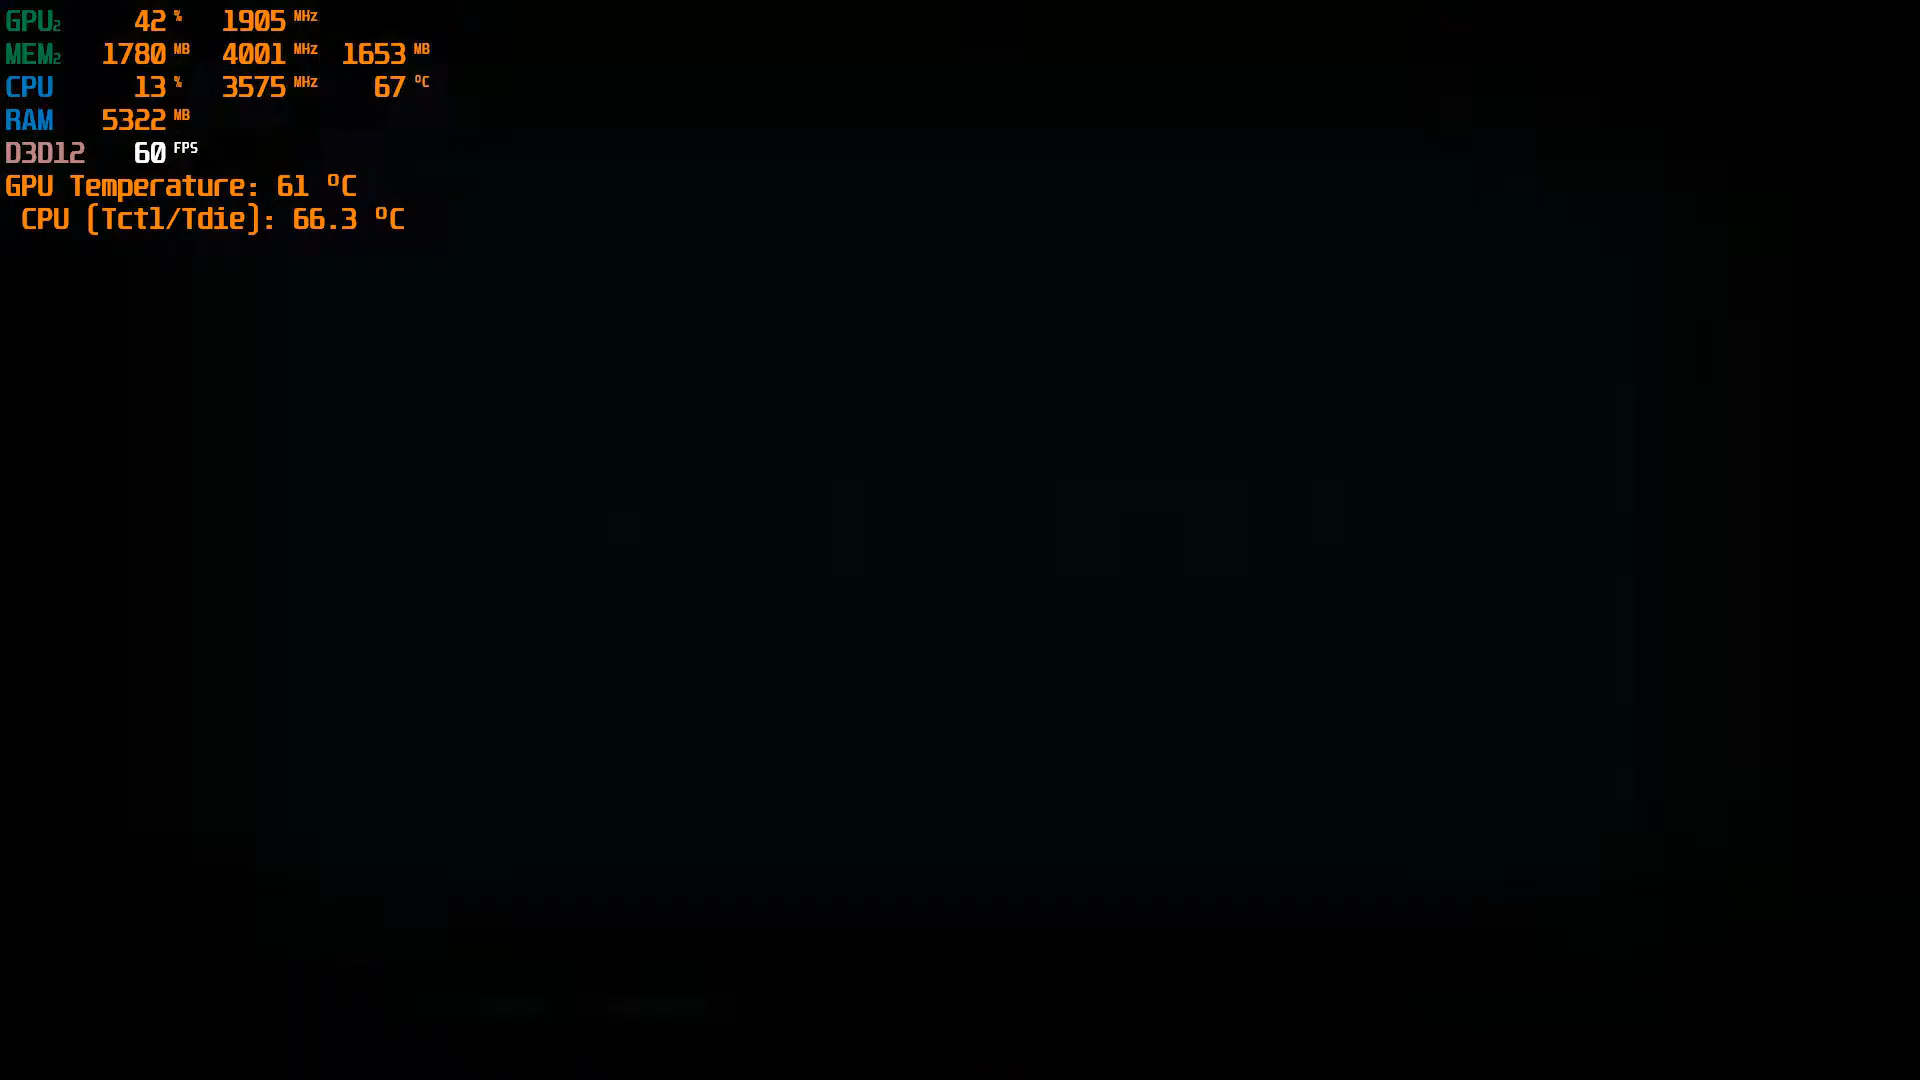 GPU2 42 % 1905 MHz
MEM2 1780 MB 4001 MHz 1653 MB
CPU 13 % 3575 MHz 67 °C
RAM 5322 MB
D3D12 60 FPS
GPU Temperature: 61 °C
CPU (Tctl/Tdie): 66.3 °C